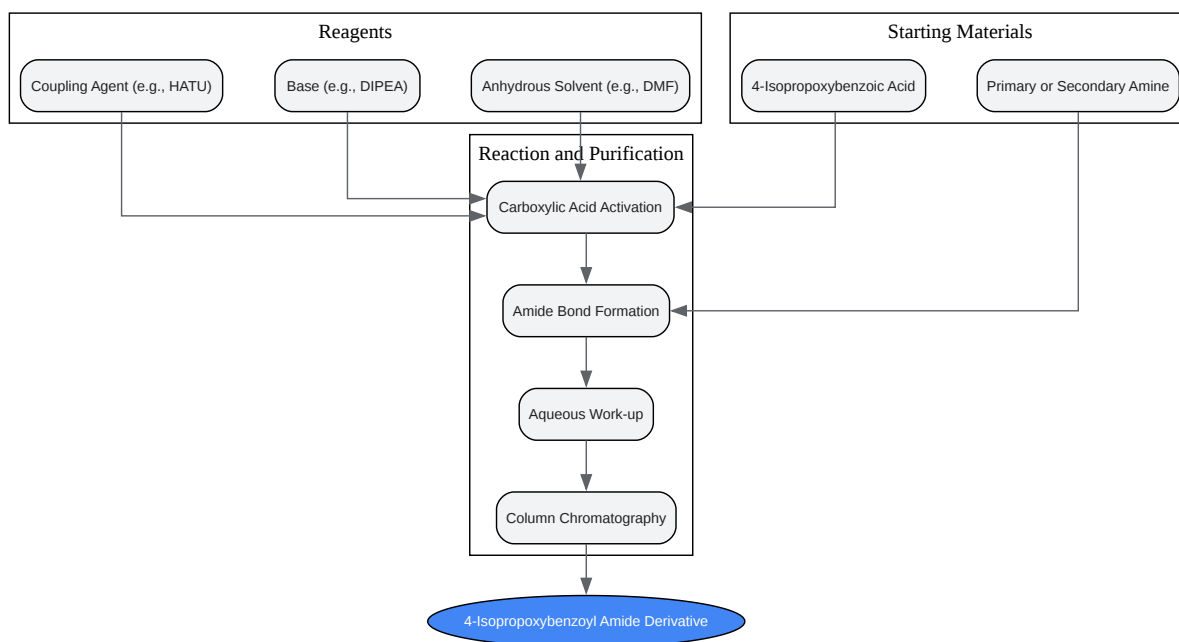 Reagents
Coupling Agent (e.g., HATU)
Base (e.g., DIPEA)
Anhydrous Solvent (e.g., DMF)
Starting Materials
4-Isopropoxybenzoic Acid
Primary or Secondary Amine
Reaction and Purification
Carboxylic Acid Activation
Amide Bond Formation
Aqueous Work-up
Column Chromatography
4-Isopropoxybenzoyl Amide Derivative